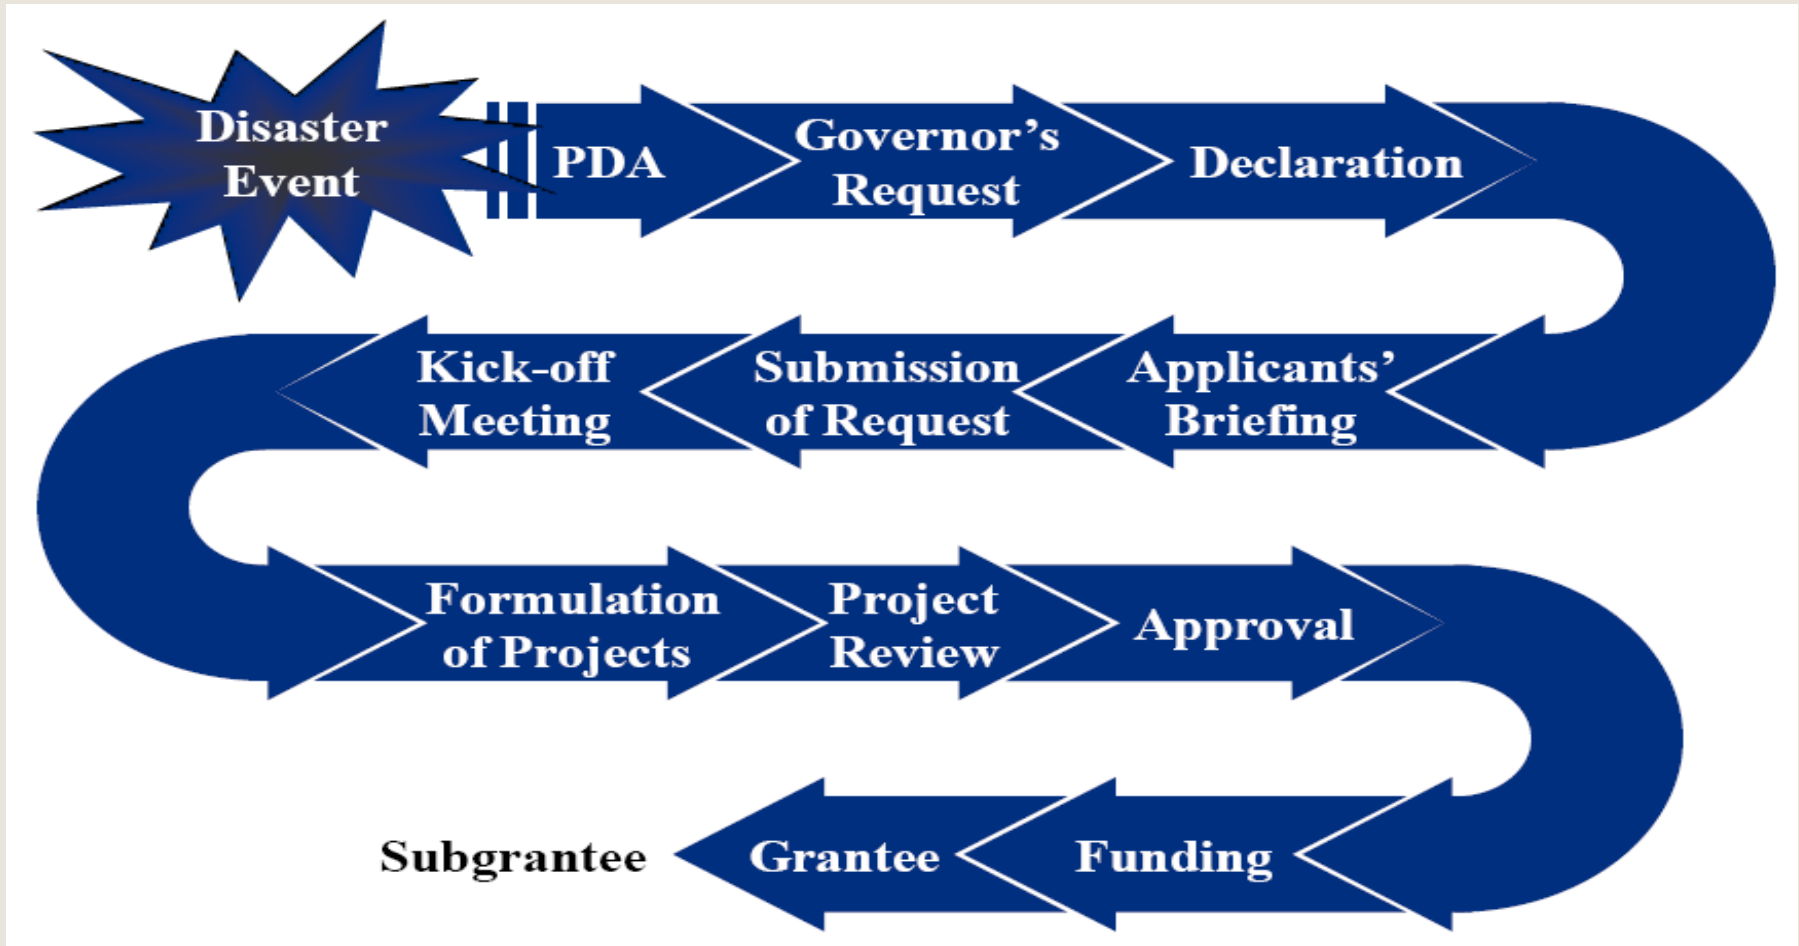 Disaster
Event
PDA
Governor’s
Request
Declaration
Applicants’
Briefing
Submission
of Request
Kick-off
Meeting
Formulation
of Projects
Project
Review
Approval
Funding
Grantee
Subgrantee